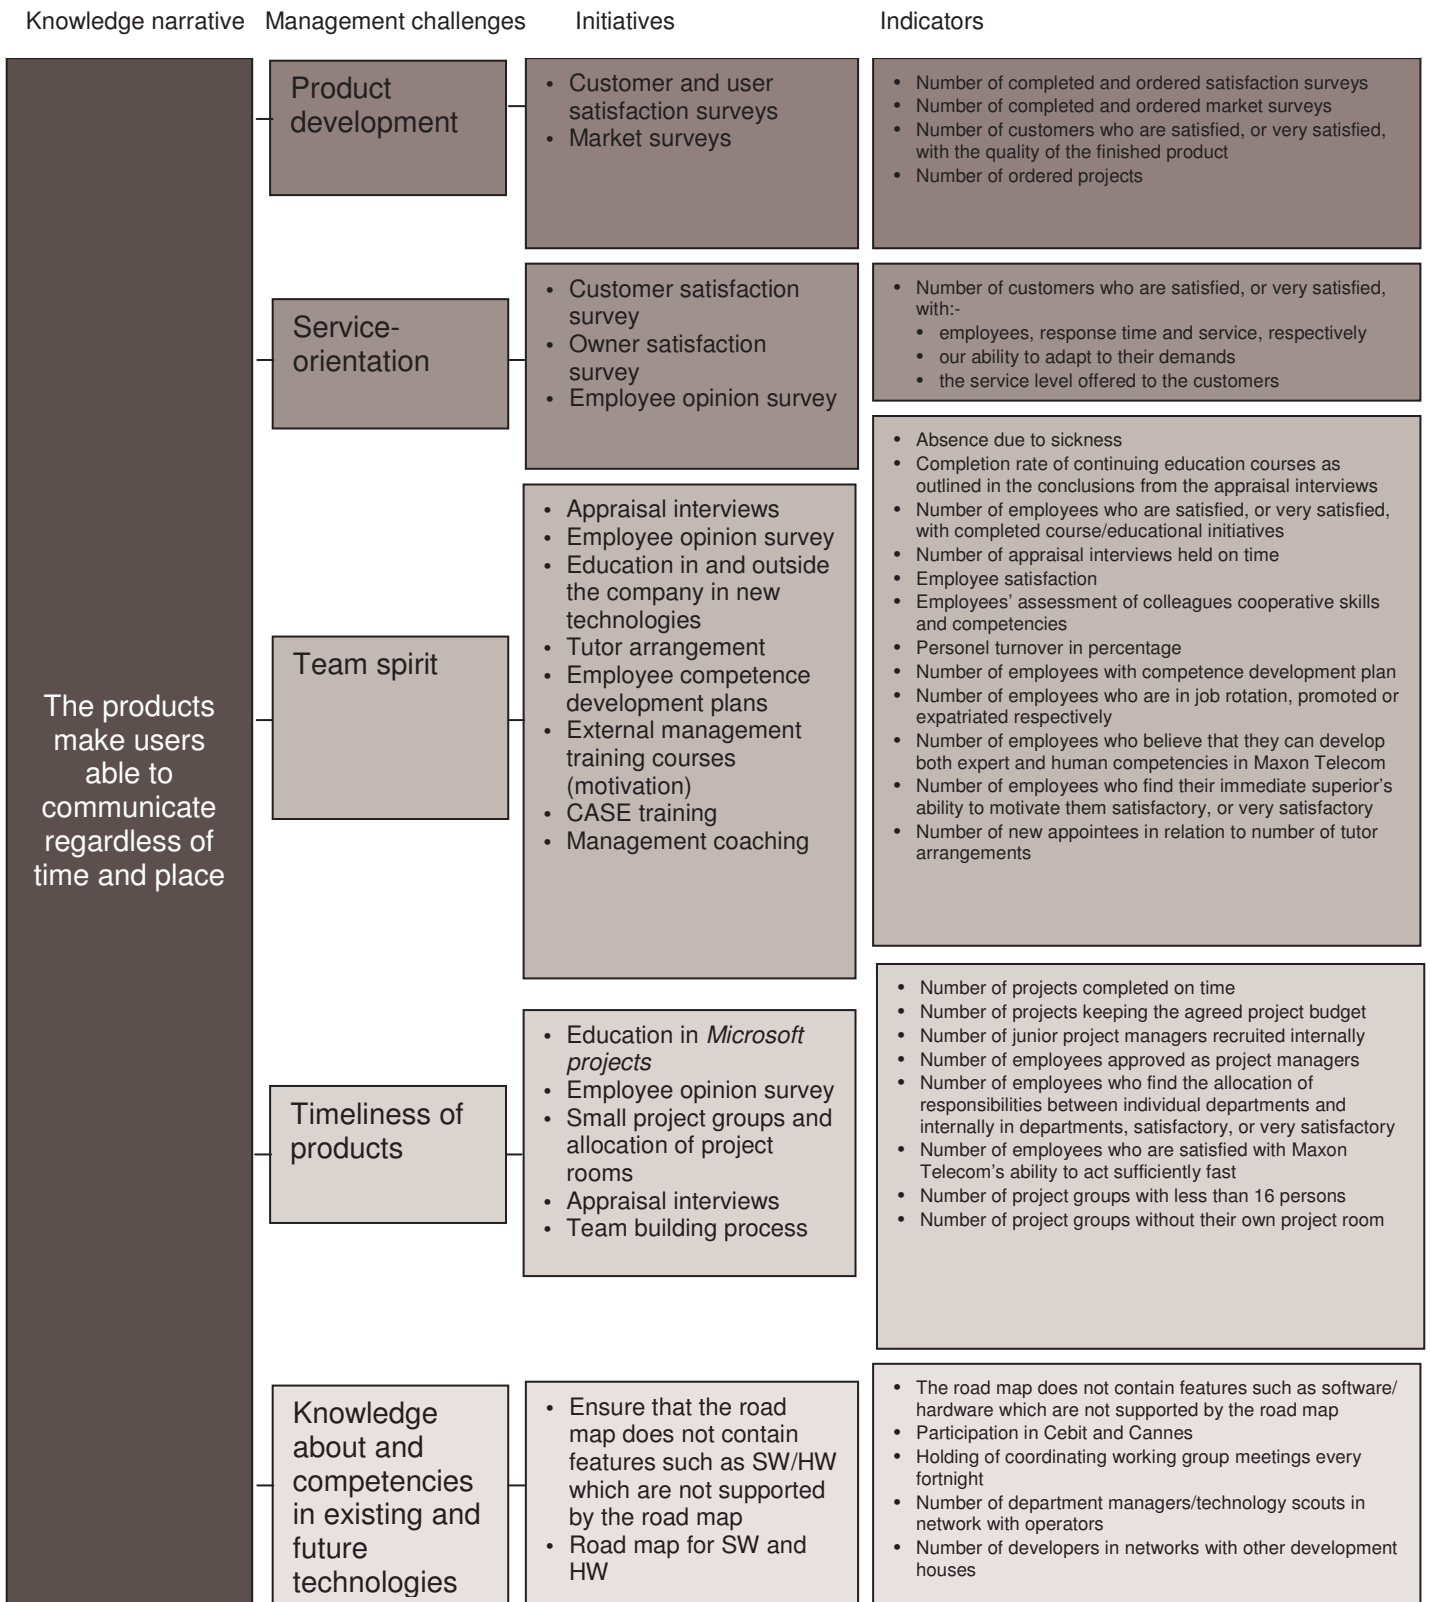 Knowledge narrative Management challenges Initiatives Indicators
The products
make users
able to
communicate
regardless of
time and place
Product
development
• Customer and user
satisfaction surveys
• Market surveys
• Number of completed and ordered satisfaction surveys
• Number of completed and ordered market surveys
• Number of customers who are satisfied, or very satisfied,
with the quality of the finished product
• Number of ordered projects
Service-
orientation
• Customer satisfaction
survey
• Owner satisfaction
survey
• Employee opinion survey
• Number of customers who are satisfied, or very satisfied,
with:-
• employees, response time and service, respectively
• our ability to adapt to their demands
• the service level offered to the customers
Team spirit
• Appraisal interviews
• Employee opinion survey
• Education in and outside
the company in new
technologies
• Tutor arrangement
• Employee competence
development plans
• External management
training courses
(motivation)
• CASE training
• Management coaching
• Absence due to sickness
• Completion rate of continuing education courses as
outlined in the conclusions from the appraisal interviews
• Number of employees who are satisfied, or very satisfied,
with completed course/educational initiatives
• Number of appraisal interviews held on time
• Employee satisfaction
• Employees’ assessment of colleagues cooperative skills
and competencies
• Personel turnover in percentage
• Number of employees with competence development plan
• Number of employees who are in job rotation, promoted or
expatriated respectively
• Number of employees who believe that they can develop
both expert and human competencies in Maxon Telecom
• Number of employees who find their immediate superior’s
ability to motivate them satisfactory, or very satisfactory
• Number of new appointees in relation to number of tutor
arrangements
Timeliness of
products
• Education in Microsoft
projects
• Employee opinion survey
• Small project groups and
allocation of project
rooms
• Appraisal interviews
• Team building process
• Number of projects completed on time
• Number of projects keeping the agreed project budget
• Number of junior project managers recruited internally
• Number of employees approved as project managers
• Number of employees who find the allocation of
responsibilities between individual departments and
internally in departments, satisfactory, or very satisfactory
• Number of employees who are satisfied with Maxon
Telecom’s ability to act sufficiently fast
• Number of project groups with less than 16 persons
• Number of project groups without their own project room
Knowledge
about and
competencies
in existing and
future
technologies
• Ensure that the road
map does not contain
features such as SW/HW
which are not supported
by the road map
• Road map for SW and
HW
• The road map does not contain features such as software/
hardware which are not supported by the road map
• Participation in Cebit and Cannes
• Holding of coordinating working group meetings every
fortnight
• Number of department managers/technology scouts in
network with operators
• Number of developers in networks with other development
houses